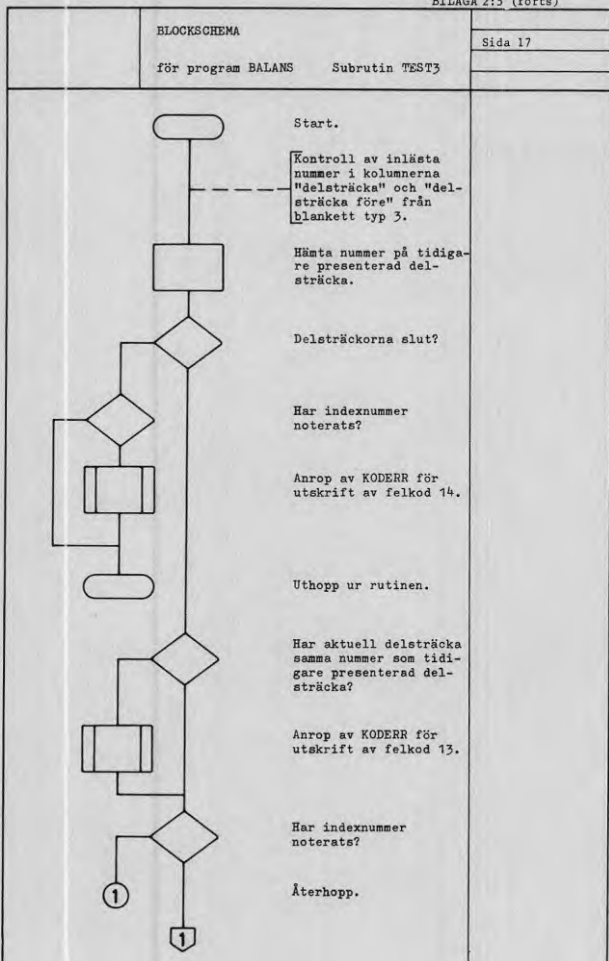 BILAGA 2:3 (forts)
BLOCKSCHEMA
Sida 17
för program BALANS Subrutin TEST3
Start.
Kontroll av inlästa
nummer i kolumnerna
"delsträcka" och "del-
sträcka före" från
blankett typ 3.
Hämta nummer på tidiga-
re presenterad del-
sträcka.
Delsträckorna slut?
Har indexnummer
noterats?
Anrop av KODERR för
utskrift av felkod 14.
Uthopp ur rutinen.
Har aktuell delsträcka
samma nummer som tidi-
gare presenterad del-
sträcka?
Anrop av KODERR för
utskrift av felkod 13.
Har indexnummer
noterats?
1
Återhopp.
1